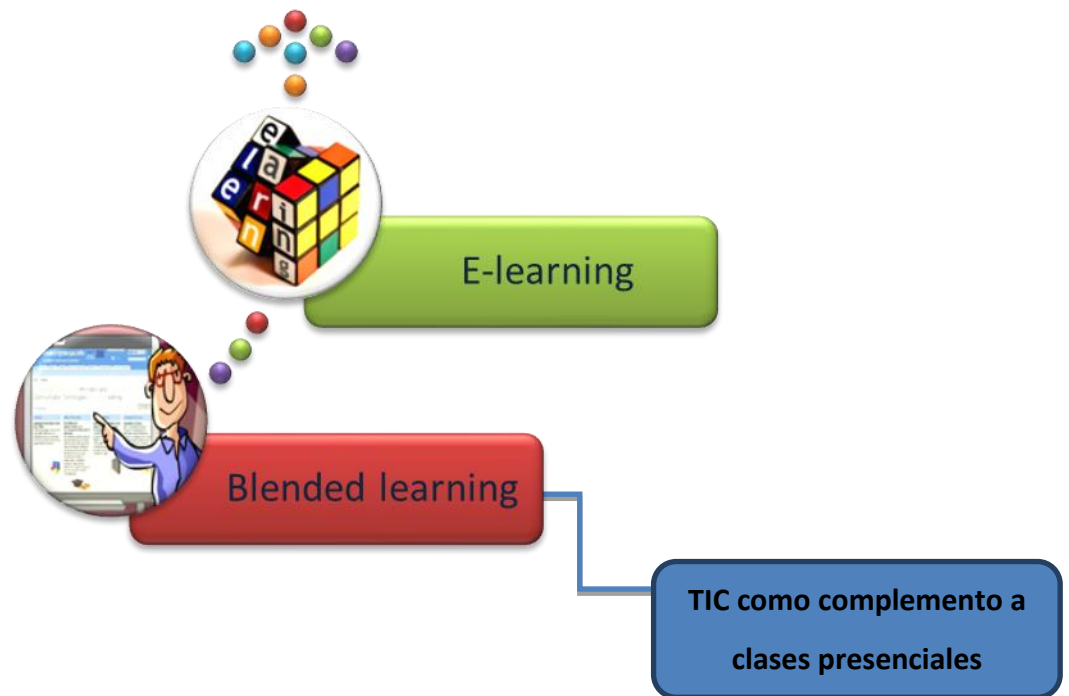 e
l a
e r i
n n
g
E-learning
Blended learning
TIC como complemento a
clases presenciales